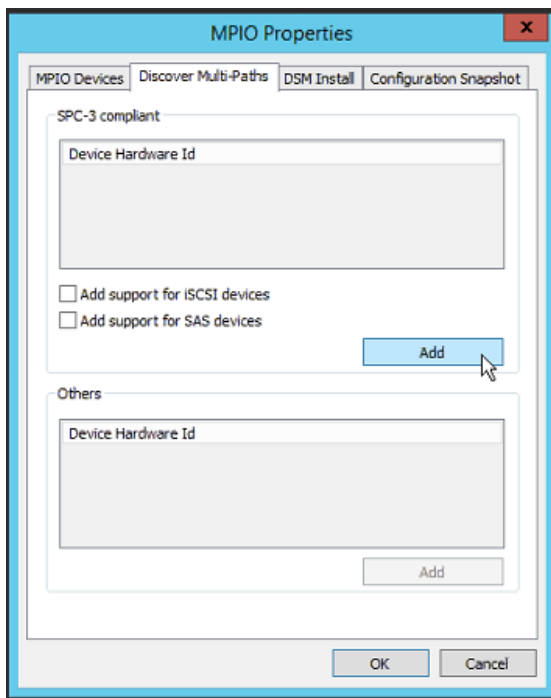 MPIO Properties
x
MPIO Devices Discover Multi-Paths DSM Install Configuration Snapshot
SPC-3 compliant
Device Hardware Id
Add support for iSCSI devices
Add support for SAS devices
Add
Others
Device Hardware Id
Add
OK Cancel